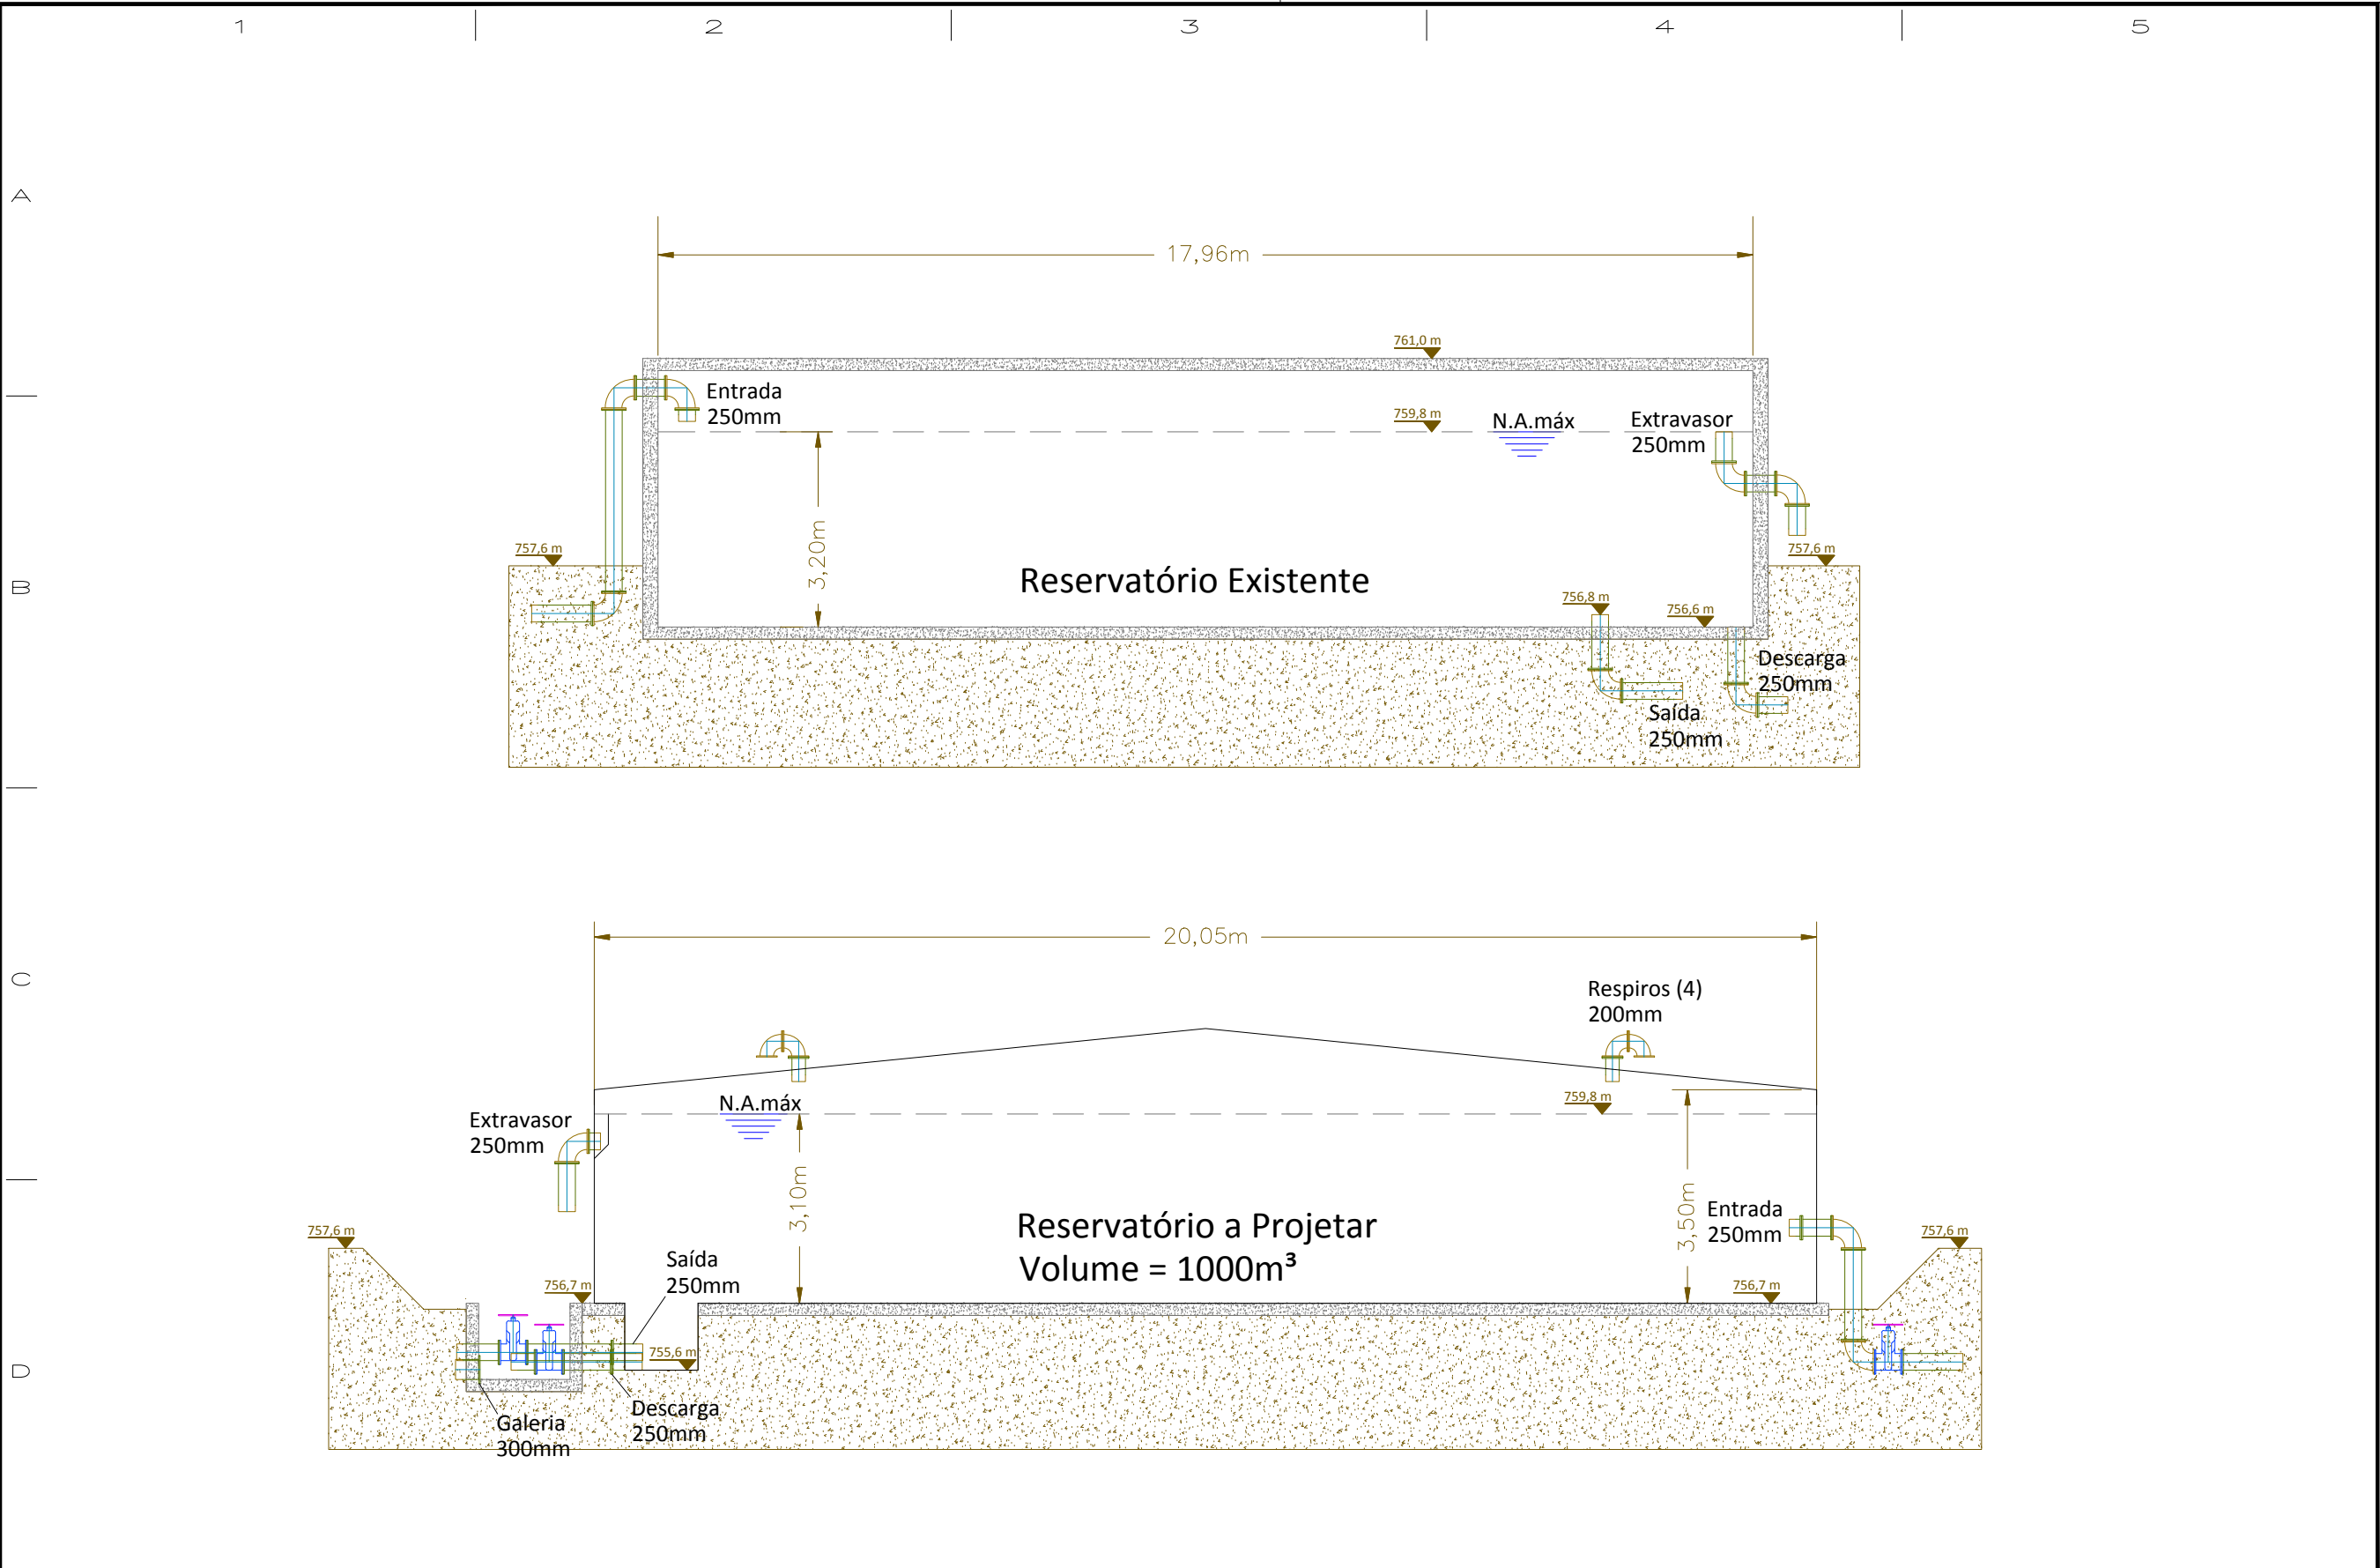 1
2
3
4
5
A
B
C
D
17,96m
761,0 m
Entrada
250mm
759,8 m
N.A.máx
Extravasor
250mm
3,20m
757,6 m
757,6 m
Reservatório Existente
756,8 m
756,6 m
Descarga
250mm
Saída
250mm
20,05m
Respiros (4)
200mm
N.A.máx
759,8 m
Extravasor
250mm
3,10m
3,50m
Reservatório a Projetar
Volume = 1000m³
Entrada
250mm
757,6 m
757,6 m
Saída
250mm
756,7 m
756,7 m
755,6 m
Descarga
250mm
Galeria
300mm